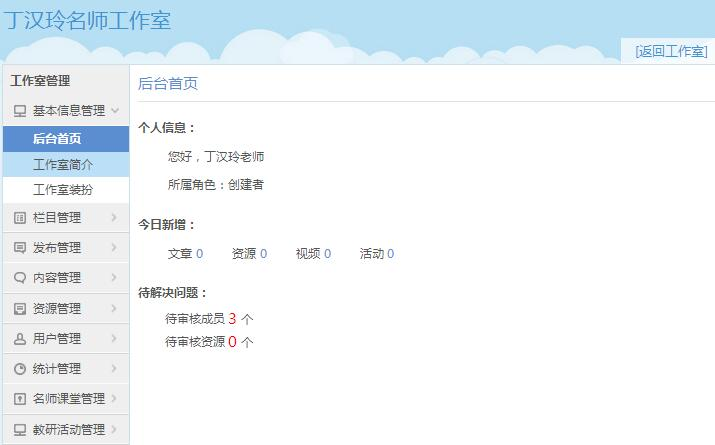 丁汉玲名师工作室
[返回工作室]
工作室管理
基本信息管理
后台首页
工作室简介
工作室装扮
栏目管理
发布管理
内容管理
资源管理
用户管理
统计管理
名师课堂管理
教研活动管理
后台首页
个人信息：
您好，丁汉玲老师
所属角色：创建者
今日新增：
文章 0 资源 0 视频 0 活动 0
待解决问题：
待审核成员 3 个
待审核资源 0 个